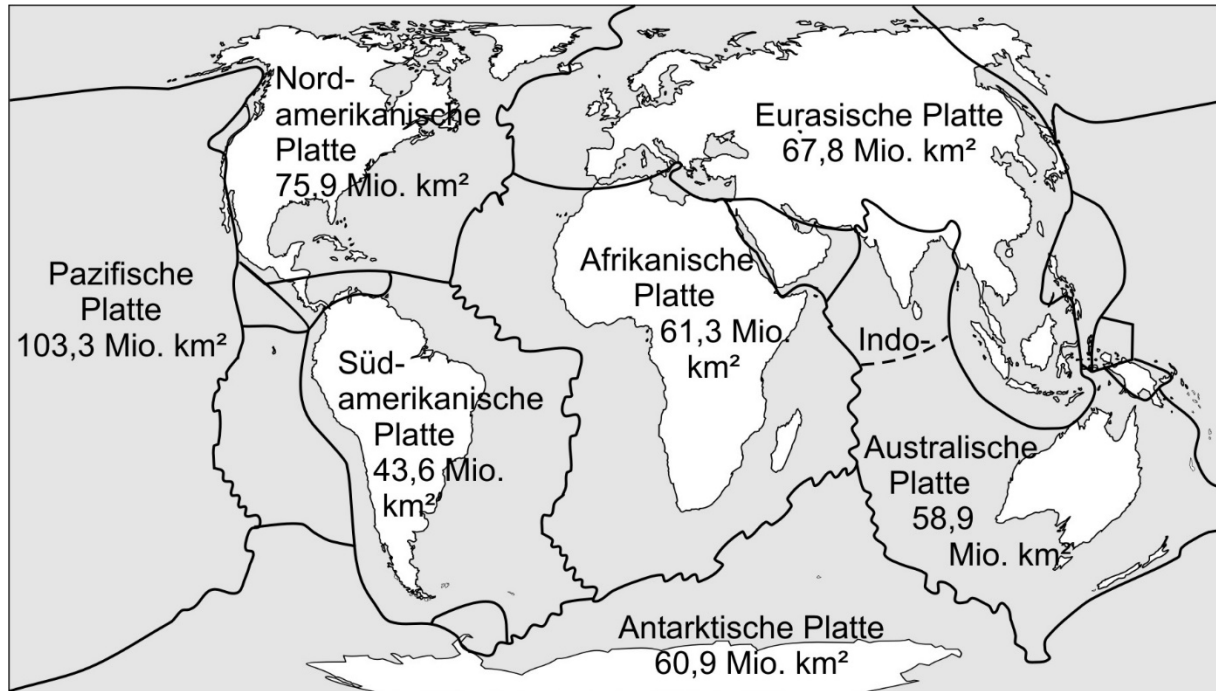 Nord-
amerikanische
Platte
75,9 Mio. km²
Eurasische Platte
67,8 Mio. km²
Pazifische
Platte
103,3 Mio. km²
Afrikanische
Platte
61,3 Mio.
km²
Indo-
Süd-
amerikanische
Platte
43,6 Mio.
km²
Australische
Platte
58,9
Mio. km²
Antarktische Platte
60,9 Mio. km²